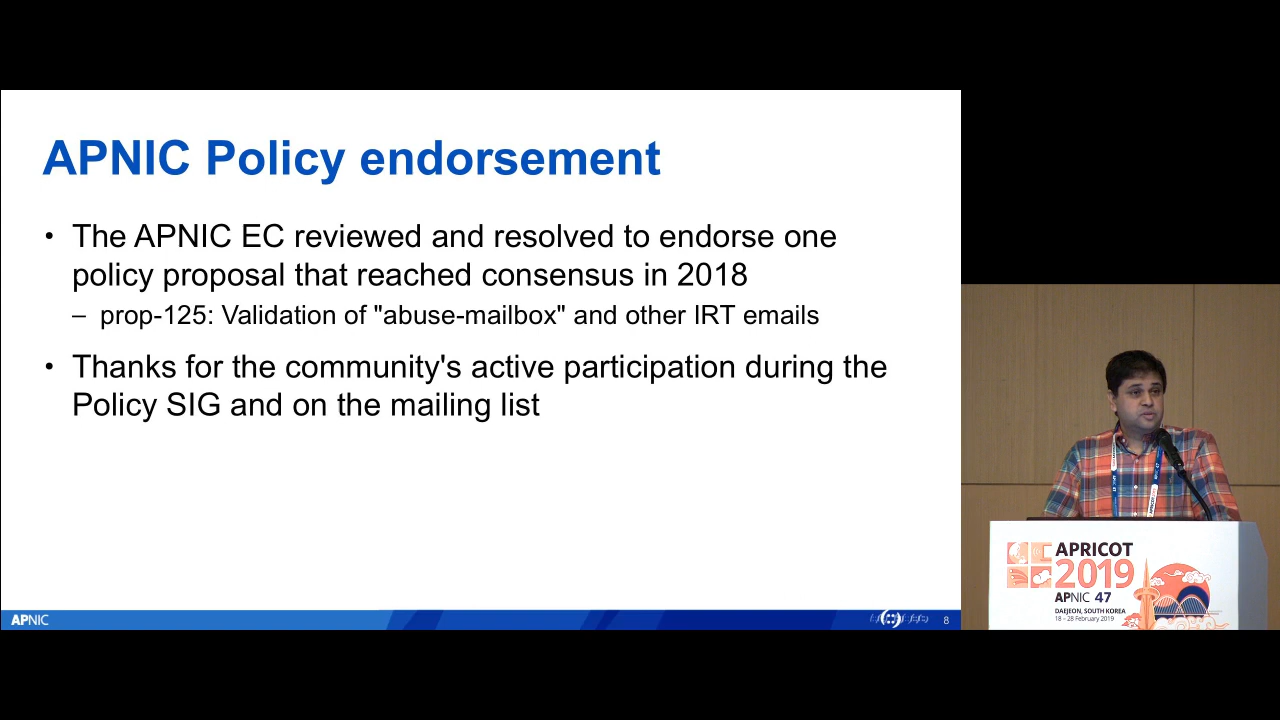 APNIC Policy endorsement
• The APNIC EC reviewed and resolved to endorse one
policy proposal that reached consensus in 2018
– prop-125: Validation of "abuse-mailbox" and other IRT emails
• Thanks for the community's active participation during the
Policy SIG and on the mailing list
APNIC
8
APRICOT
2019
APNIC 47
DAEJEON, SOUTH KOREA
18 – 28 February 2019